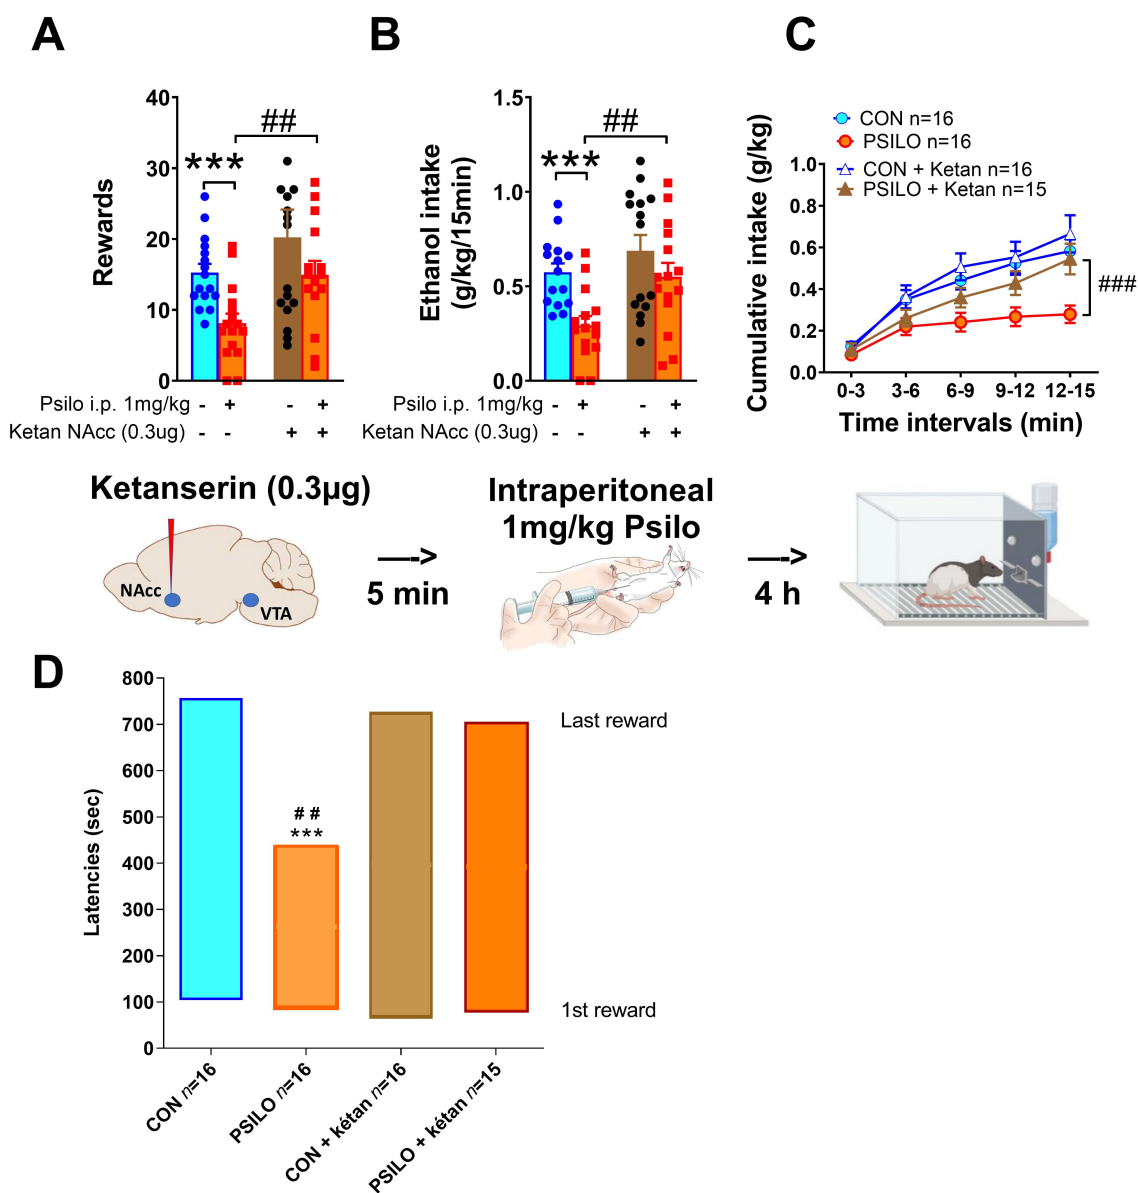 A
B
C
40
30
20
10
0
Rewards
***
##
Psilo i.p. 1mg/kg - + - +
Ketan NAcc (0.3ug) - - + +
1.5
1.0
0.5
0.0
Ethanol intake
(g/kg/15min)
***
##
Psilo i.p. 1mg/kg - + - +
Ketan NAcc (0.3ug) - - + +
CON n=16
PSILO n=16
CON + Ketan n=16
PSILO + Ketan n=15
1.0
0.8
0.6
0.4
0.2
0.0
Cumulative intake (g/kg)
###
0-3 3-6 6-9 9-12 12-15
Time intervals (min)
Ketanserin (0.3µg)
NAcc
VTA
---->
5 min
Intraperitoneal
1mg/kg Psilo
---->
4 h
D
800
700
600
500
400
300
200
100
0
Latencies (sec)
##
***
Last reward
1st reward
CON n=16
PSILO n=16
CON + kétan n=16
PSILO + kétan n=15